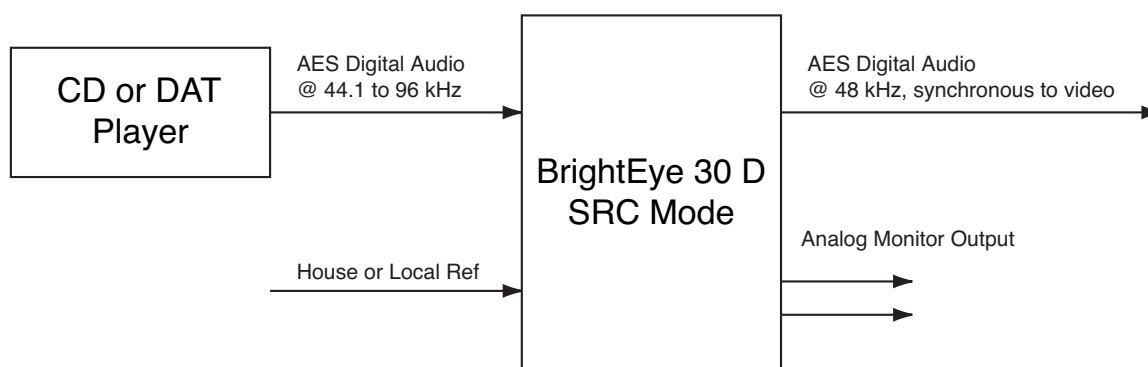 CD or DAT
Player
AES Digital Audio
@ 44.1 to 96 kHz
House or Local Ref
BrightEye 30 D
SRC Mode
AES Digital Audio
@ 48 kHz, synchronous to video
Analog Monitor Output